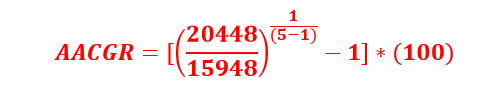 AACGR = [(20448/15948)^(1/(5−1)) − 1] * (100)